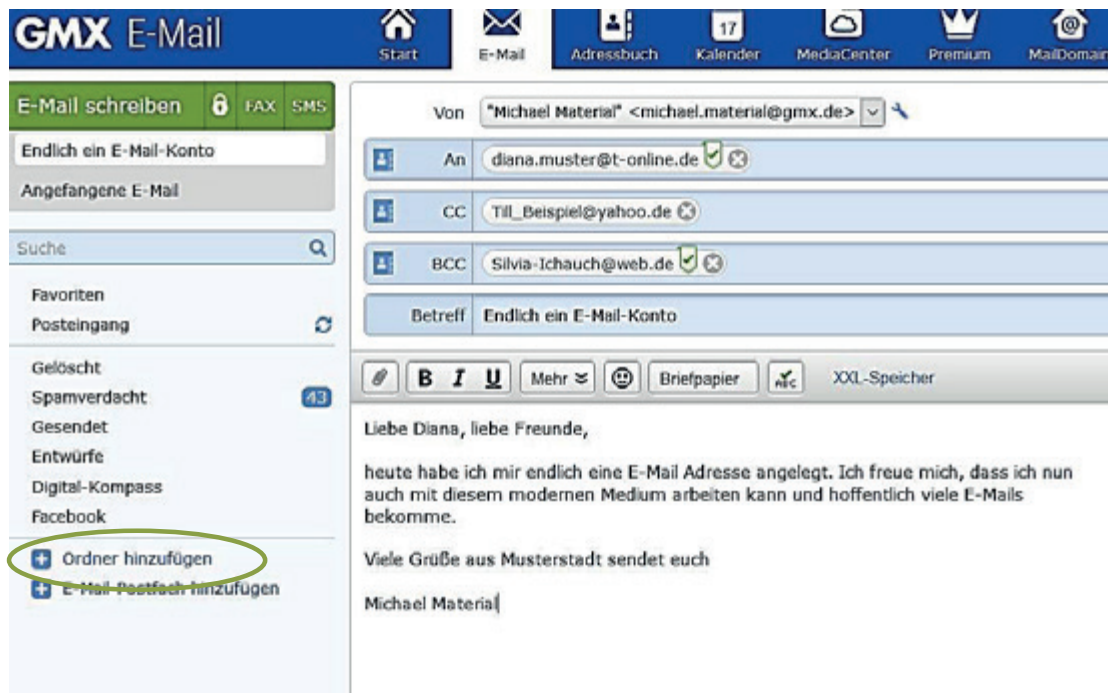 GMX E-Mail
Start
E-Mail
Adressbuch
17
Kalender
MediaCenter
Premium
MailDomain
E-Mail schreiben FAX SMS
Endlich ein E-Mail-Konto
Angefangene E-Mail
Suche
Favoriten
Posteingang
Gelöscht
Spamverdacht 43
Gesendet
Entwürfe
Digital-Kompass
Facebook
Ordner hinzufügen
E-Mail-Postfach hinzufügen
Von "Michael Material" <michael.material@gmx.de>
An diana.muster@t-online.de
CC Till_Beispiel@yahoo.de
BCC Silvia-Ichauch@web.de
Betreff Endlich ein E-Mail-Konto
B I U Mehr Briefpapier ABC XXL-Speicher
Liebe Diana, liebe Freunde,
heute habe ich mir endlich eine E-Mail Adresse angelegt. Ich freue mich, dass ich nun
auch mit diesem modernen Medium arbeiten kann und hoffentlich viele E-Mails
bekomme.
Viele Grüße aus Musterstadt sendet euch
Michael Material